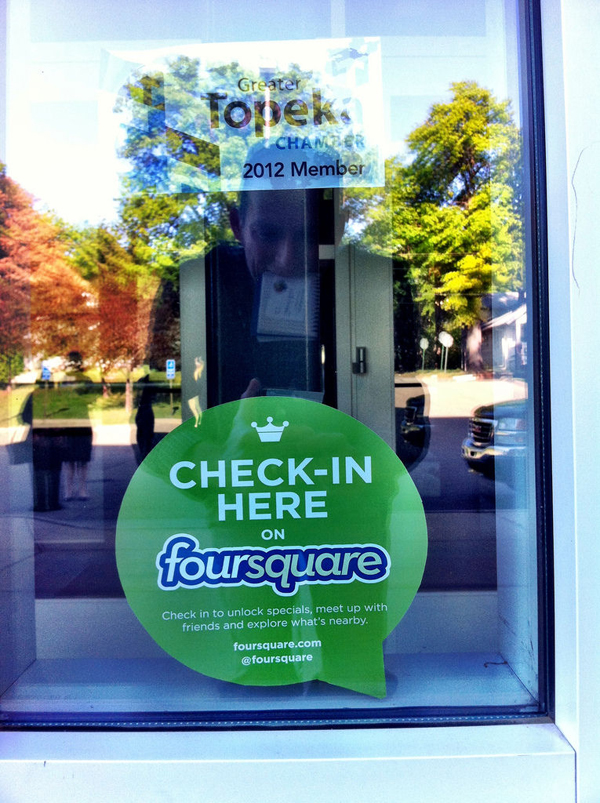 Greater
Topeka
CHAMBER
2012 Member
CHECK-IN
HERE
ON
foursquare
Check in to unlock specials, meet up with
friends and explore what's nearby.
foursquare.com
@foursquare